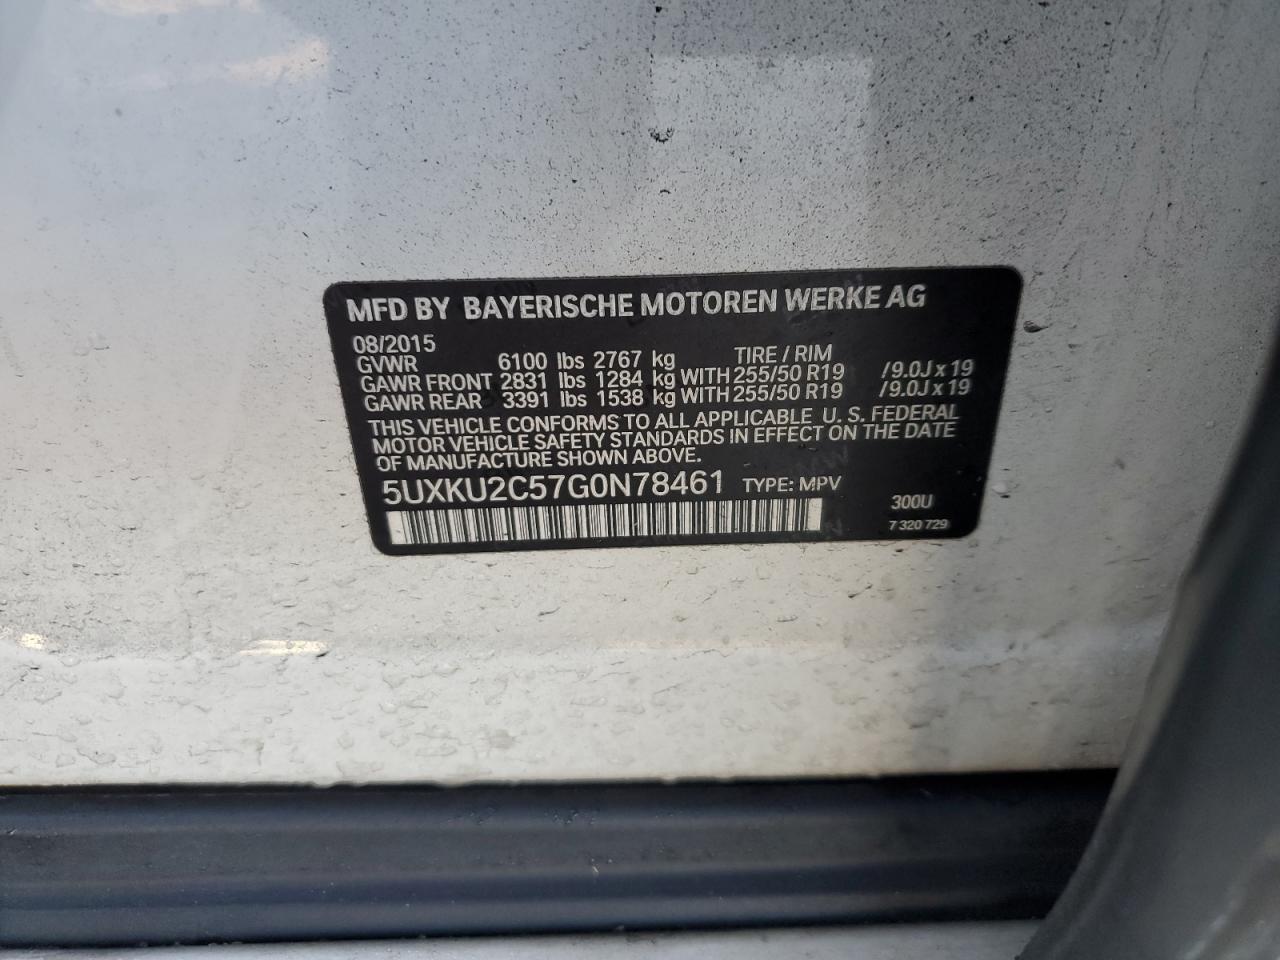 MFD BY BAYERISCHE MOTOREN WERKE AG
08/2015
GVWR 6100 lbs 2767 kg TIRE / RIM
GAWR FRONT 2831 lbs 1284 kg WITH 255/50 R19 /9.0J x 19
GAWR REAR 3391 lbs 1538 kg WITH 255/50 R19 /9.0J x 19
THIS VEHICLE CONFORMS TO ALL APPLICABLE U. S. FEDERAL
MOTOR VEHICLE SAFETY STANDARDS IN EFFECT ON THE DATE
OF MANUFACTURE SHOWN ABOVE.
5UXKU2C57G0N78461 TYPE: MPV
300U
7 320 729